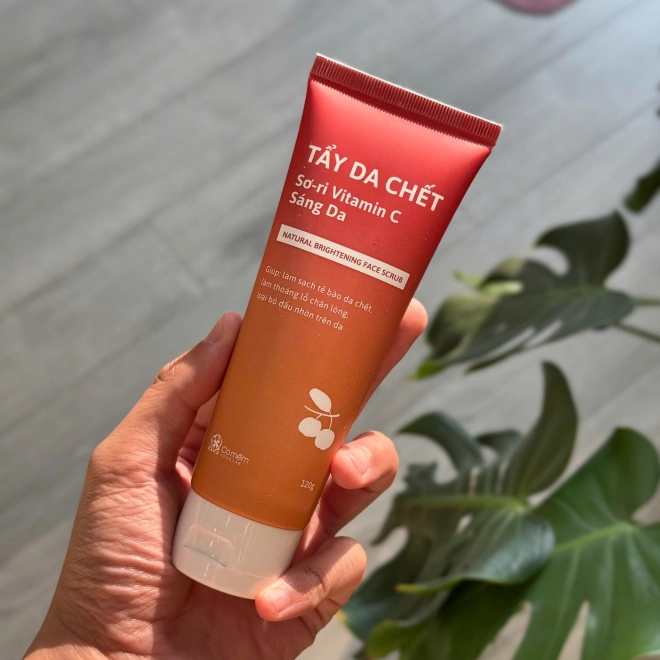 TẨY DA CHẾT
Sơ-ri Vitamin C
Sáng Da
NATURAL BRIGHTENING FACE SCRUB
Giúp: làm sạch tế bào da chết,
làm thoáng lỗ chân lông,
loại bỏ dầu nhờn trên da
Cỏ mềm
120g